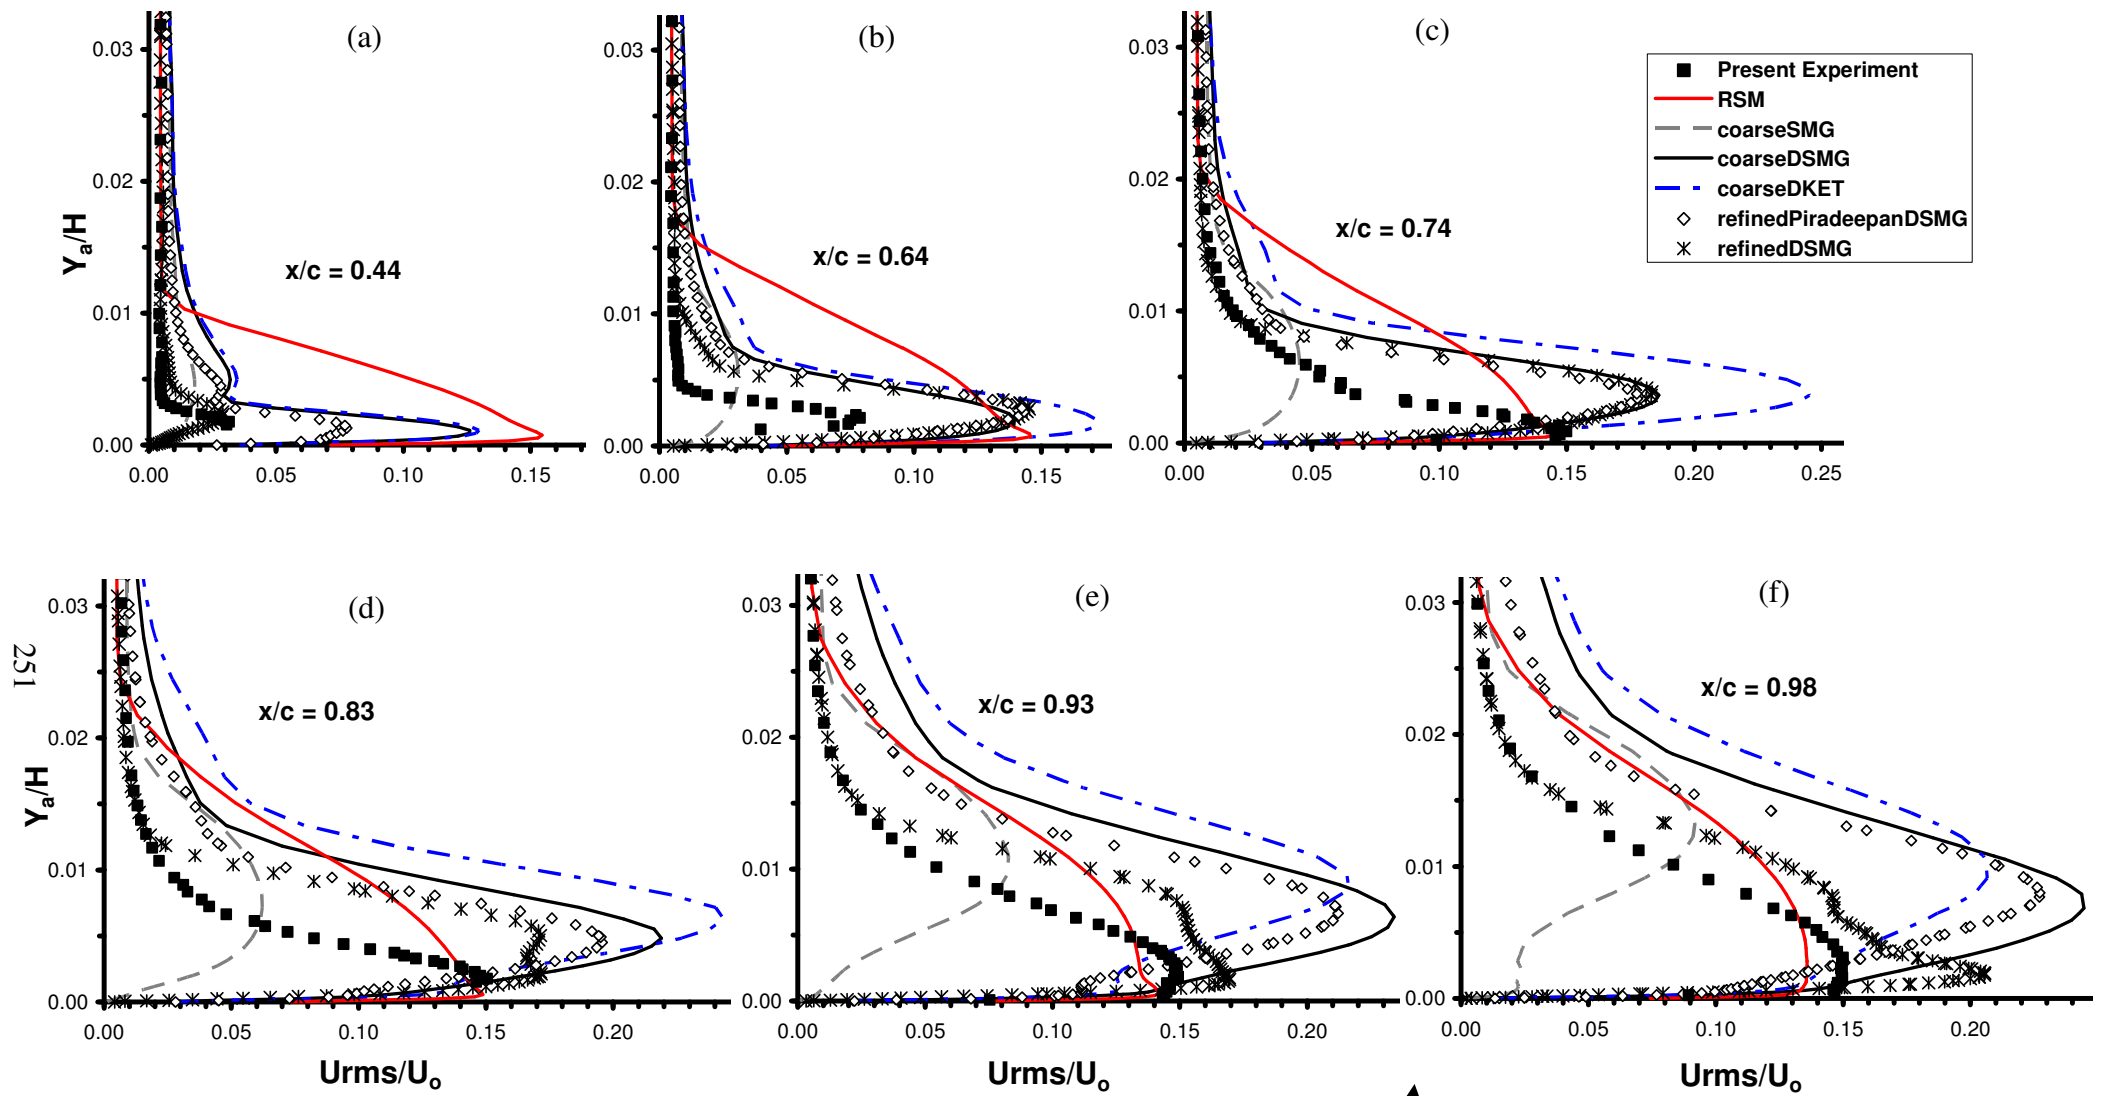 (a)
0.03
0.02
0.01
0.00
Ya/H
x/c = 0.44
0.00 0.05 0.10 0.15
(b)
0.03
0.02
0.01
0.00
x/c = 0.64
0.00 0.05 0.10 0.15
(c)
0.03
0.02
0.01
0.00
x/c = 0.74
0.00 0.05 0.10 0.15 0.20 0.25
Present Experiment
RSM
coarseSMG
coarseDSMG
coarseDKET
refinedPiradeepanDSMG
refinedDSMG
251
(d)
0.03
0.02
0.01
0.00
Ya/H
x/c = 0.83
0.00 0.05 0.10 0.15 0.20
Urms/Uo
(e)
0.03
0.02
0.01
0.00
x/c = 0.93
0.00 0.05 0.10 0.15 0.20
Urms/Uo
(f)
0.03
0.02
0.01
0.00
x/c = 0.98
0.00 0.05 0.10 0.15 0.20
Urms/Uo